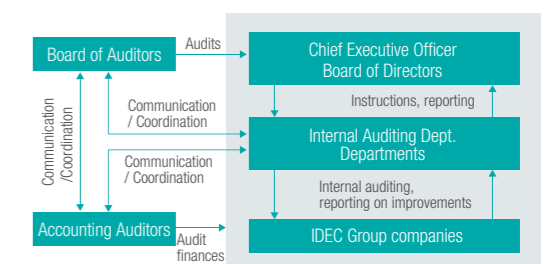 Board of Auditors
Audits
Chief Executive Officer
Board of Directors
Instructions, reporting
Communication
/ Coordination
Communication
/Coordination
Internal Auditing Dept.
Departments
Communication
/ Coordination
Internal auditing,
reporting on improvements
Accounting Auditors
Audit
finances
IDEC Group companies